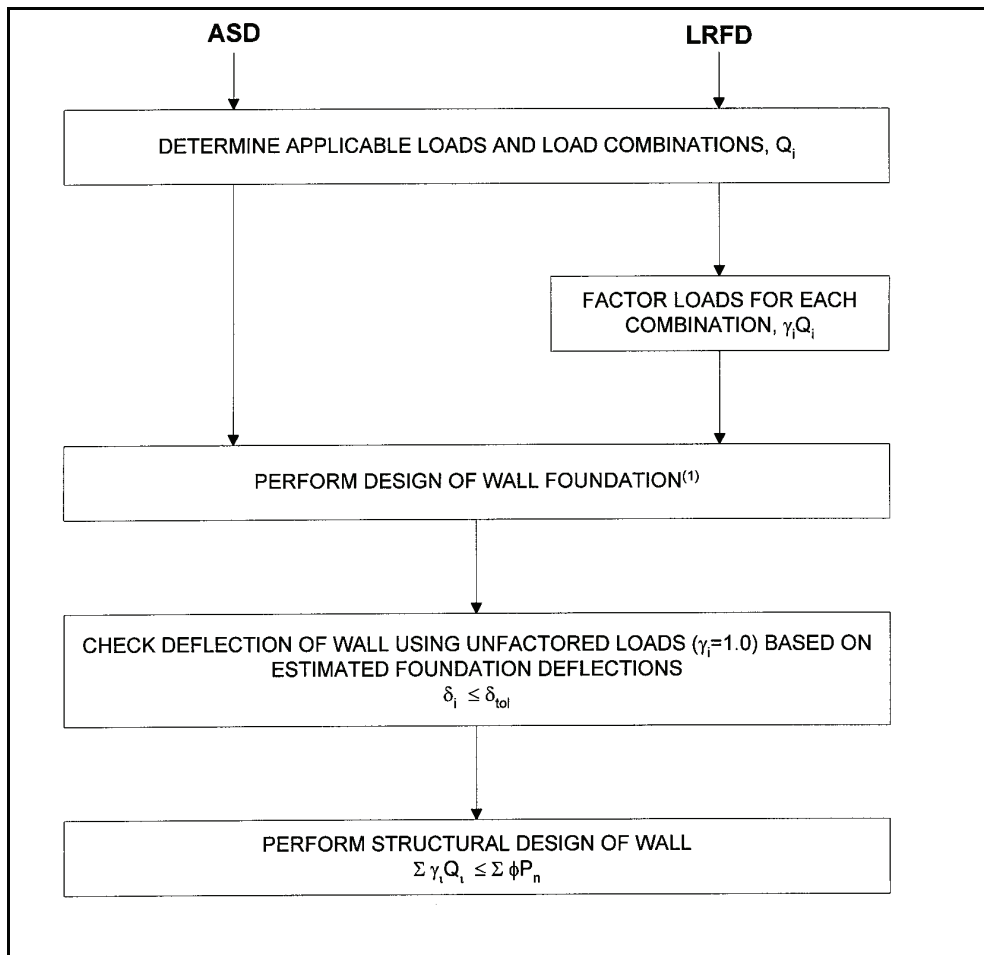 ASD LRFD
DETERMINE APPLICABLE LOADS AND LOAD COMBINATIONS, Qᵢ
FACTOR LOADS FOR EACH
COMBINATION, γᵢQᵢ
PERFORM DESIGN OF WALL FOUNDATION⁽¹⁾
CHECK DEFLECTION OF WALL USING UNFACTORED LOADS (γᵢ=1.0) BASED ON
ESTIMATED FOUNDATION DEFLECTIONS
δᵢ ≤ δₜₒₗ
PERFORM STRUCTURAL DESIGN OF WALL
Σ γᵢQᵢ ≤ Σ ϕPₙ